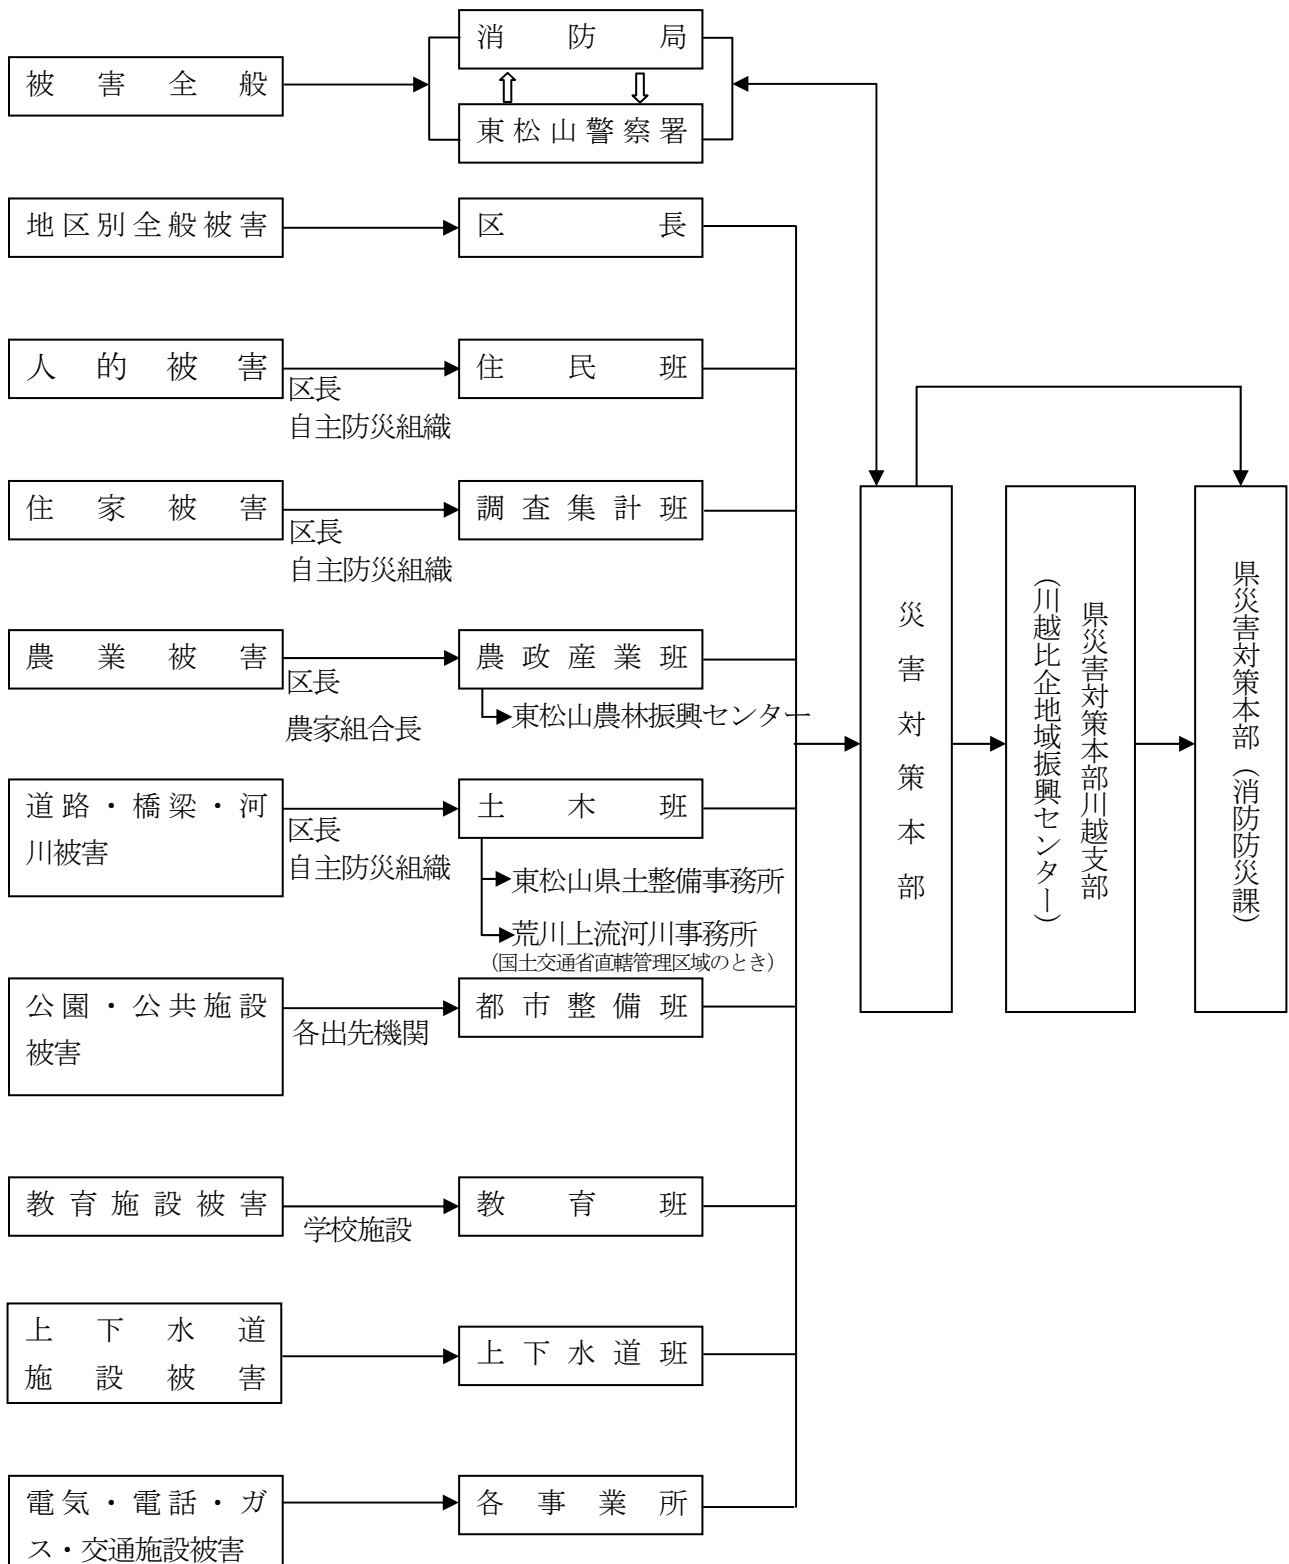 消防局
被害全般
東松山警察署
地区別全般被害
区長
人的被害
区長
自主防災組織
住民班
住家被害
区長
自主防災組織
調査集計班
農業被害
区長
農家組合長
農政産業班
東松山農林振興センター
道路・橋梁・河
川被害
区長
自主防災組織
土木班
東松山県土整備事務所
荒川上流河川事務所
（国土交通省直轄管理区域のとき）
公園・公共施設
被害
各出先機関
都市整備班
教育施設被害
学校施設
教育班
上下水道
施設被害
上下水道班
電気・電話・ガ
ス・交通施設被害
各事業所
災害対策本部
県災害対策本部川越支部
（川越比企地域振興センター）
県災害対策本部（消防防災課）